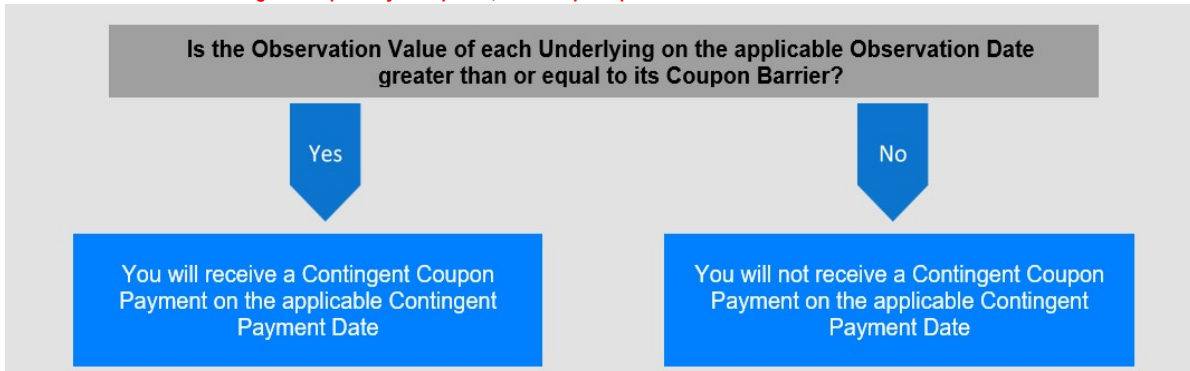 Is the Observation Value of each Underlying on the applicable Observation Date
greater than or equal to its Coupon Barrier?
Yes
No
You will receive a Contingent Coupon
Payment on the applicable Contingent
Payment Date
You will not receive a Contingent Coupon
Payment on the applicable Contingent
Payment Date